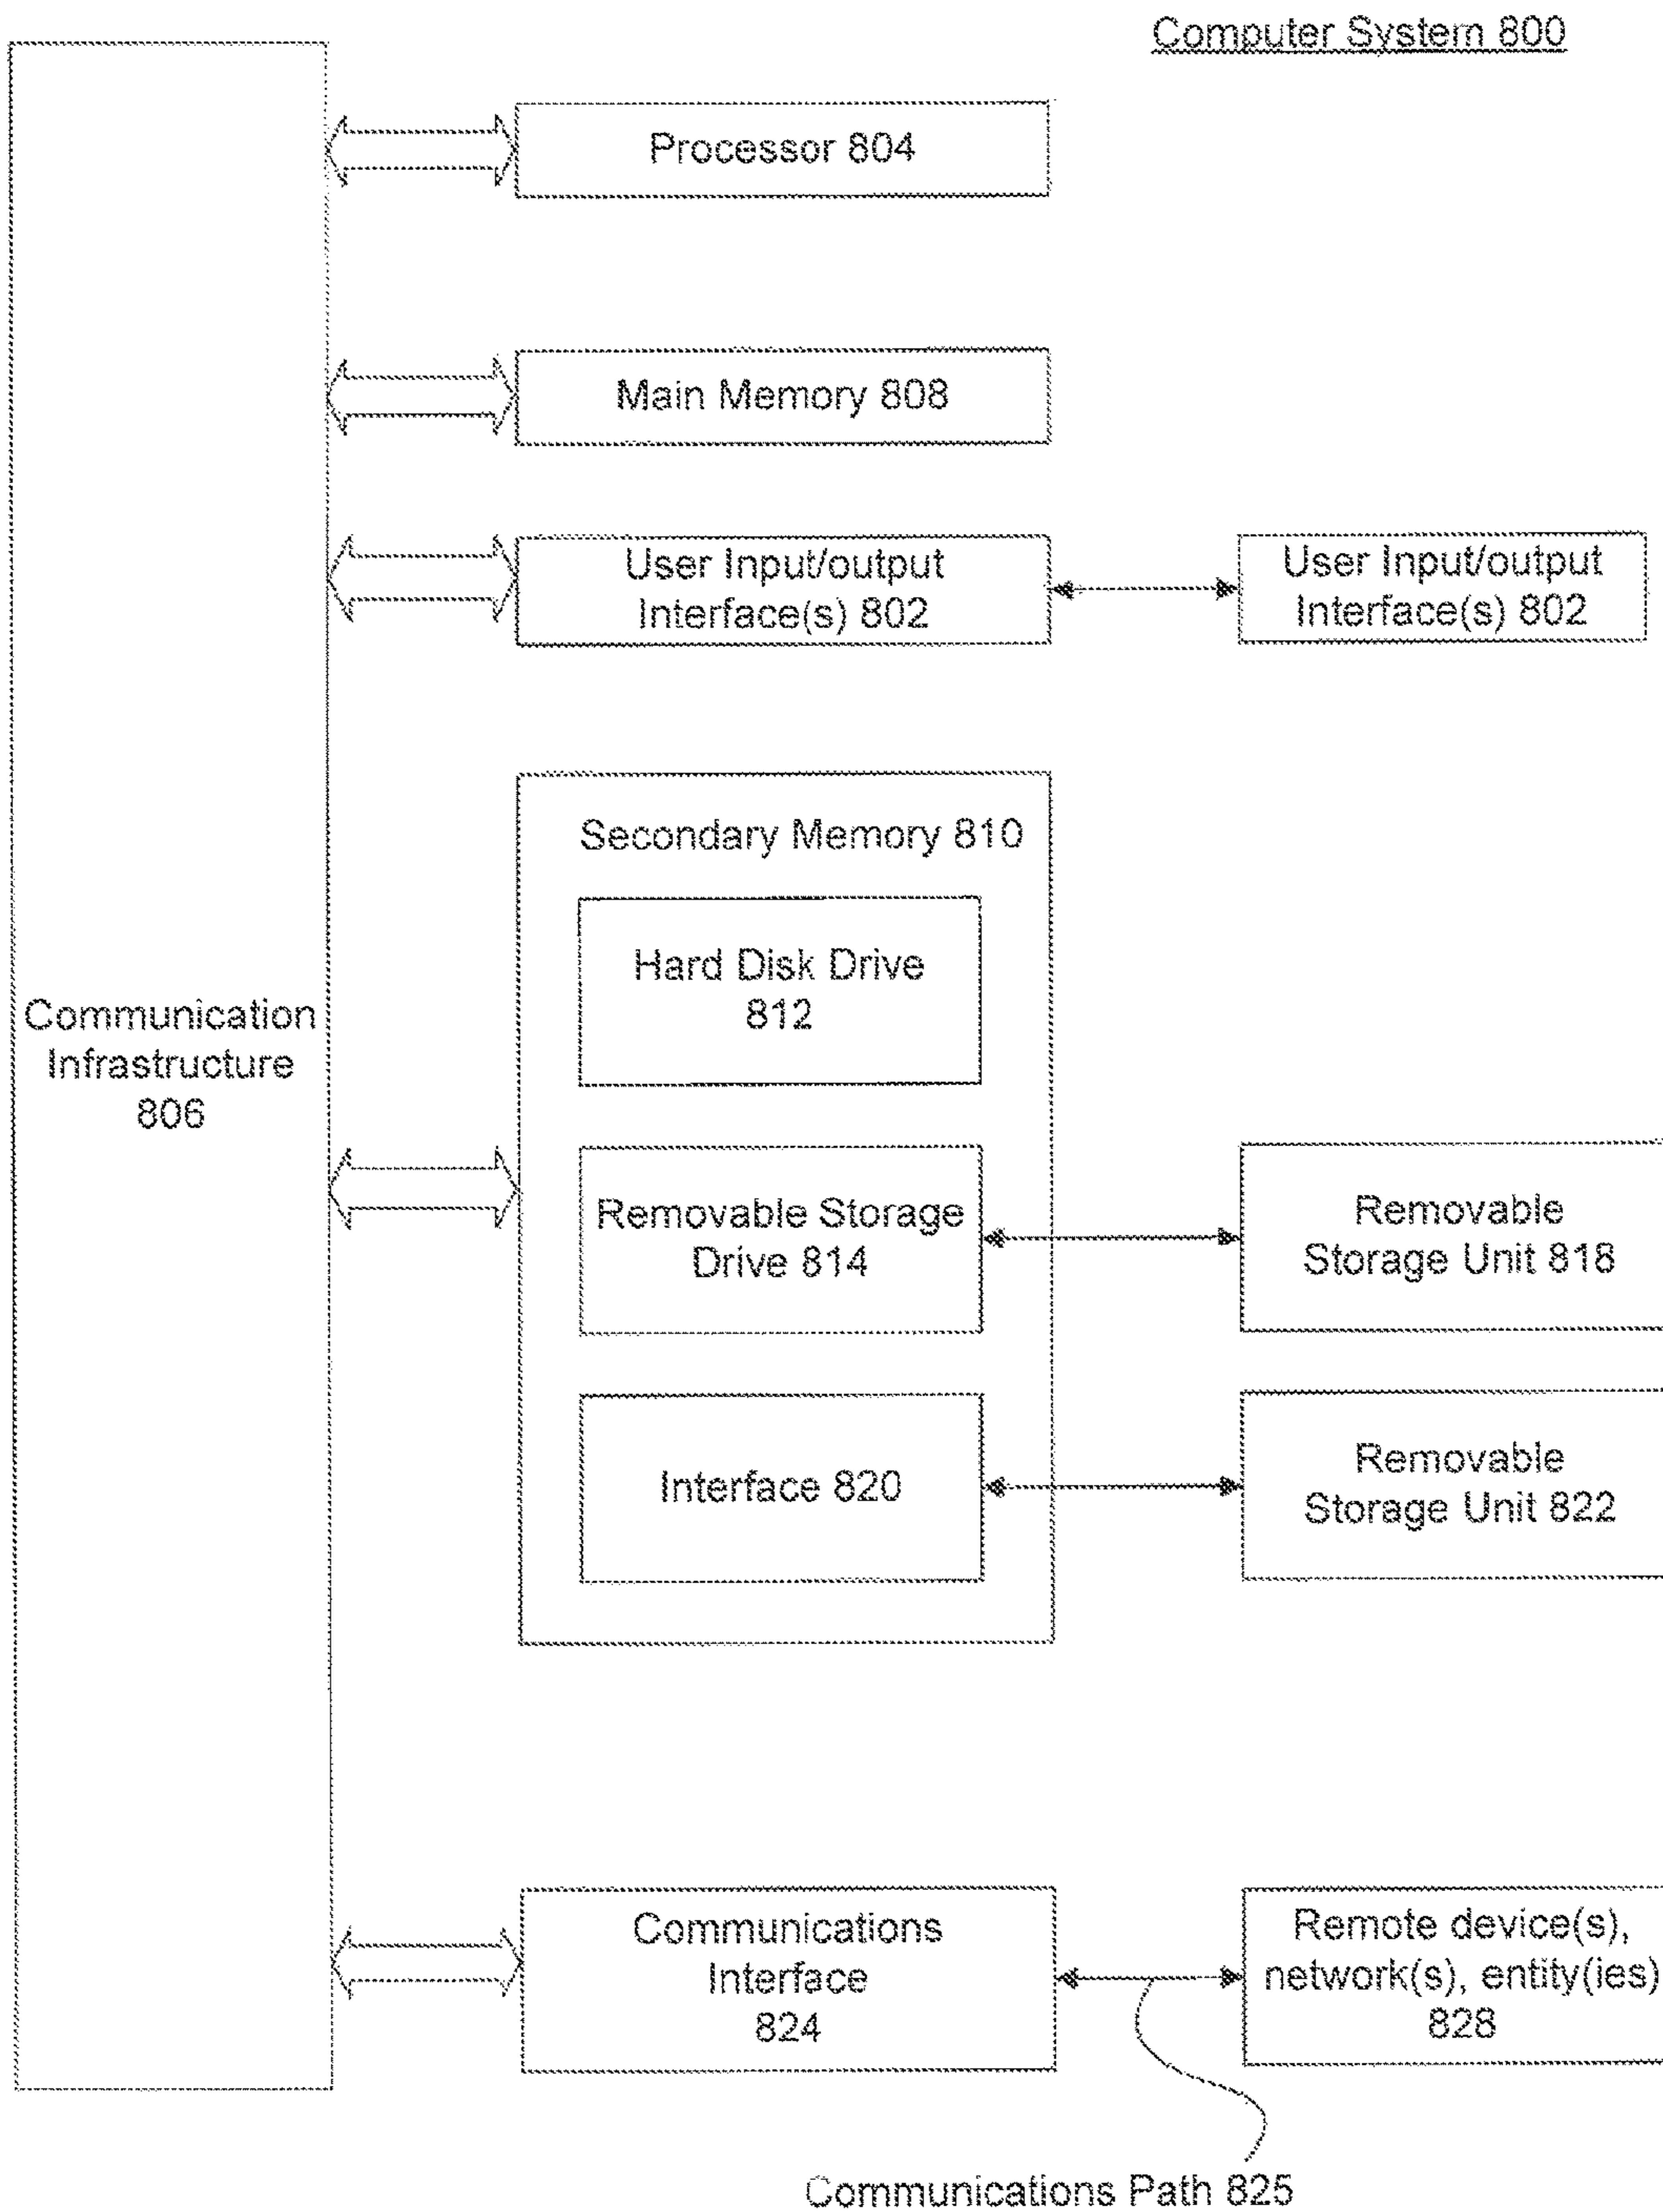 Computer System 800
Processor 804
Main Memory 808
User Input/output
Interface(s) 802
User Input/output
Interface(s) 802
Secondary Memory 810
Hard Disk Drive
812
Communication
Infrastructure
806
Removable Storage
Drive 814
Removable
Storage Unit 818
Interface 820
Removable
Storage Unit 822
Communications
Interface
824
Remote device(s),
network(s), entity(ies)
828
Communications Path 825